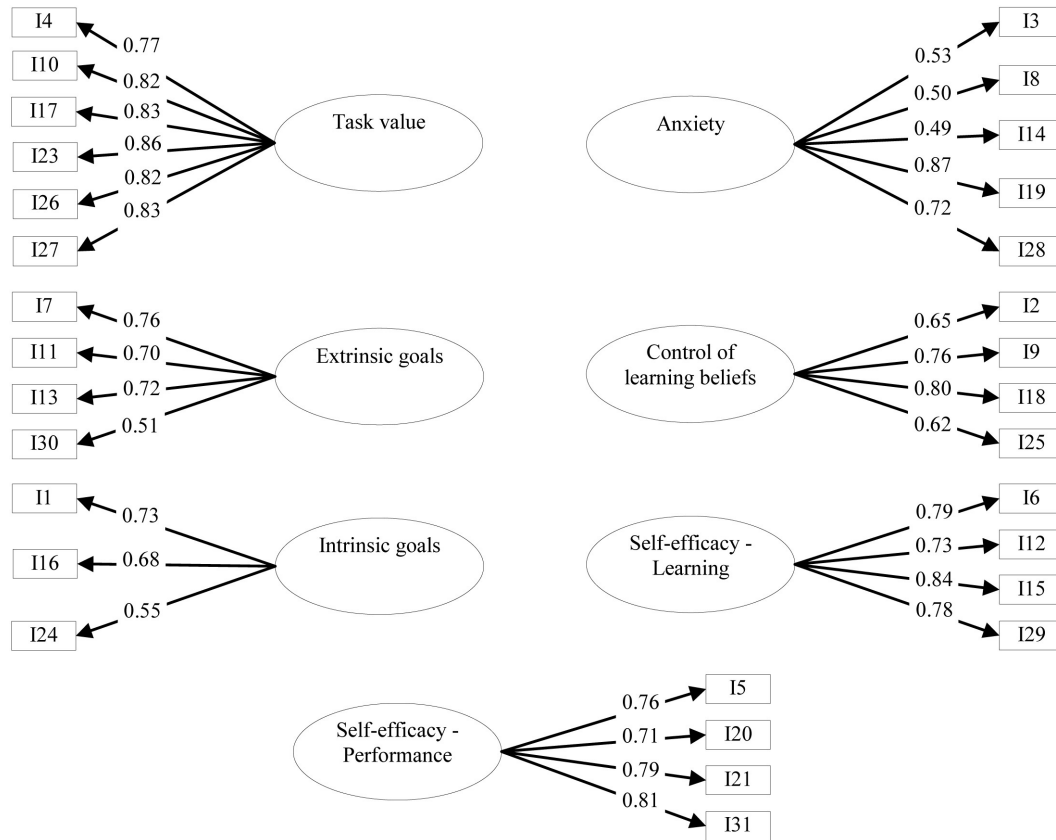 I4
0.77
I10
0.82
I17
0.83
I23
0.86
I26
0.82
I27
0.83
Task value
Anxiety
I3
0.53
I8
0.50
I14
0.49
I19
0.87
I28
0.72
I7
0.76
I11
0.70
I13
0.72
I30
0.51
Extrinsic goals
Control of
learning beliefs
I2
0.65
I9
0.76
I18
0.80
I25
0.62
I1
0.73
I16
0.68
I24
0.55
Intrinsic goals
Self-efficacy -
Learning
I6
0.79
I12
0.73
I15
0.84
I29
0.78
Self-efficacy -
Performance
I5
0.76
I20
0.71
I21
0.79
I31
0.81